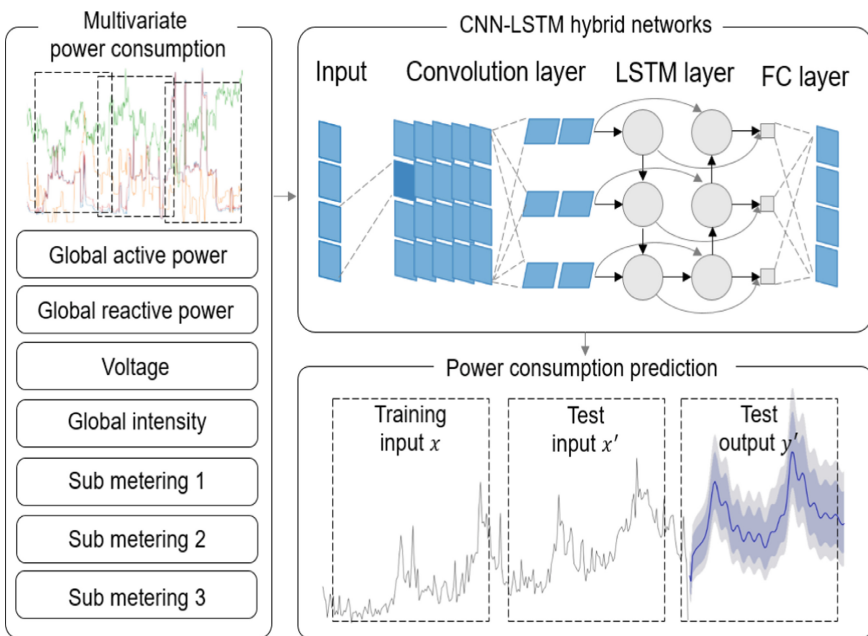 Multivariate
power consumption
Global active power
Global reactive power
Voltage
Global intensity
Sub metering 1
Sub metering 2
Sub metering 3
CNN-LSTM hybrid networks
Input
Convolution layer
LSTM layer
FC layer
Power consumption prediction
Training
input x
Test
input x′
Test
output y′